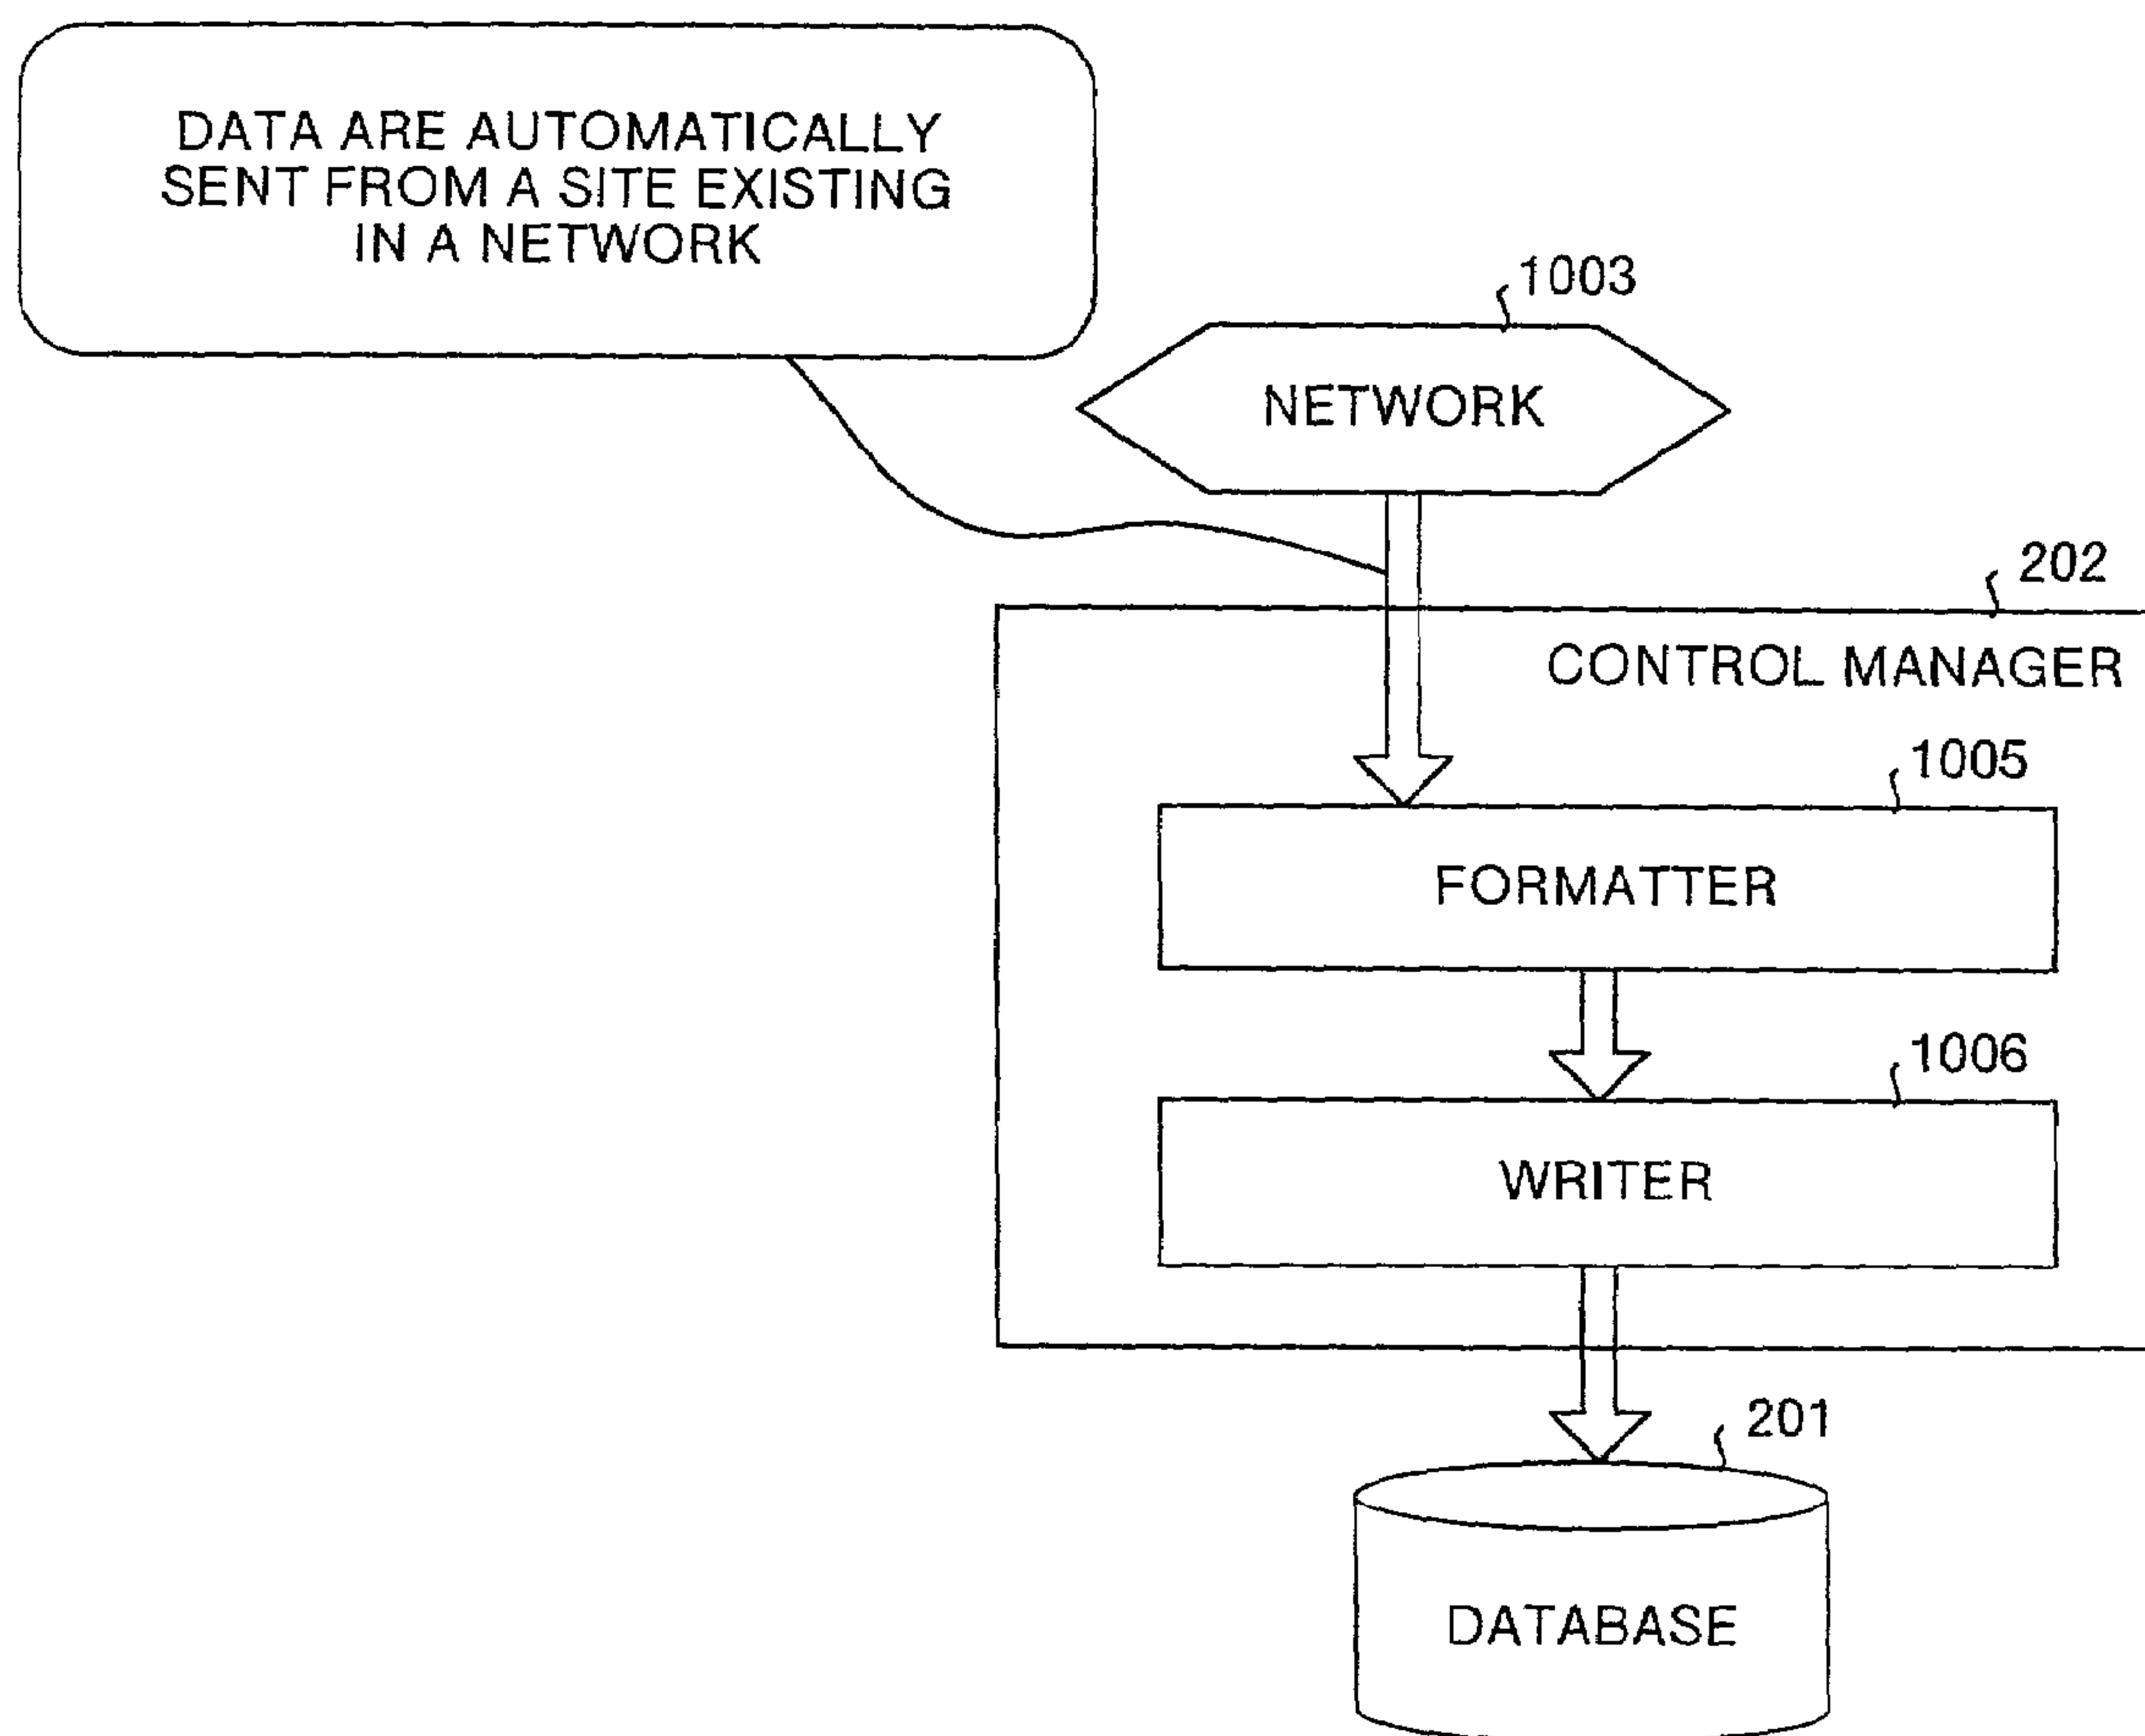 DATA ARE AUTOMATICALLY
SENT FROM A SITE EXISTING
IN A NETWORK
1003
NETWORK
202
CONTROL MANAGER
1005
FORMATTER
1006
WRITER
201
DATABASE